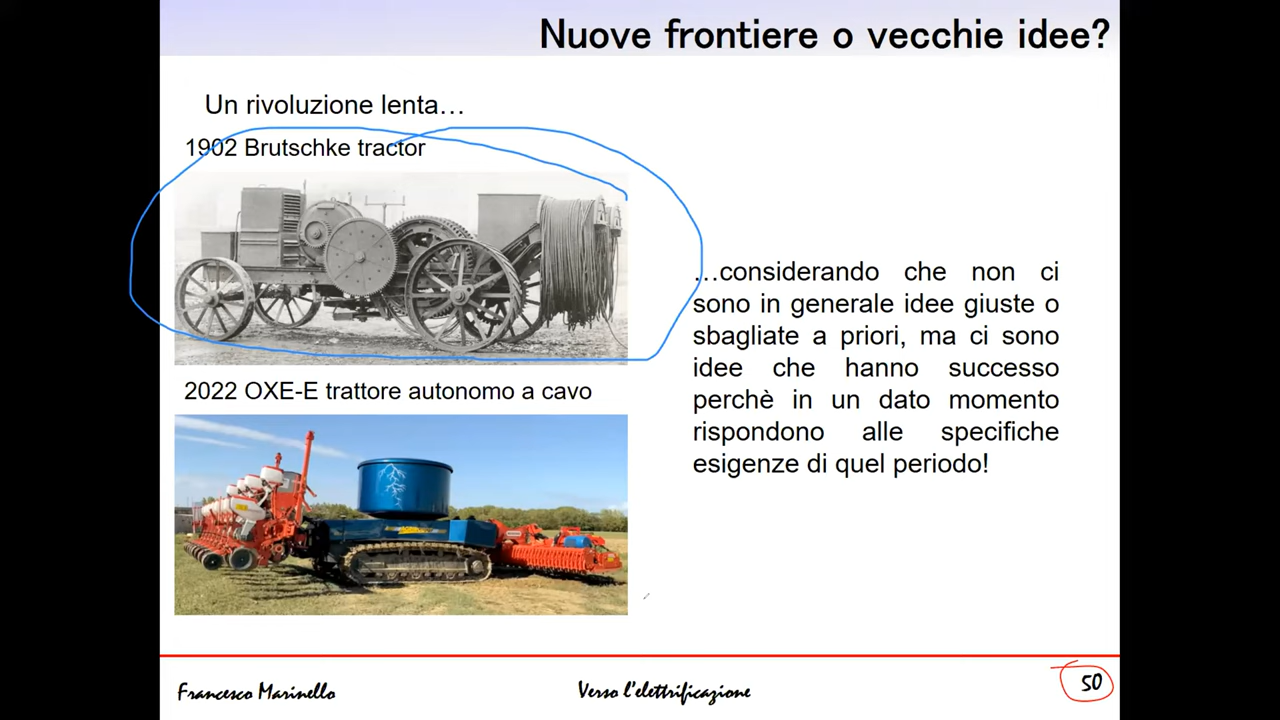 Nuove frontiere o vecchie idee?
Un rivoluzione lenta…
1902 Brutschke tractor
2022 OXE-E trattore autonomo a cavo
…considerando che non ci
sono in generale idee giuste o
sbagliate a priori, ma ci sono
idee che hanno successo
perchè in un dato momento
rispondono alle specifiche
esigenze di quel periodo!
Francesco Marinello
Verso l'elettrificazione
50